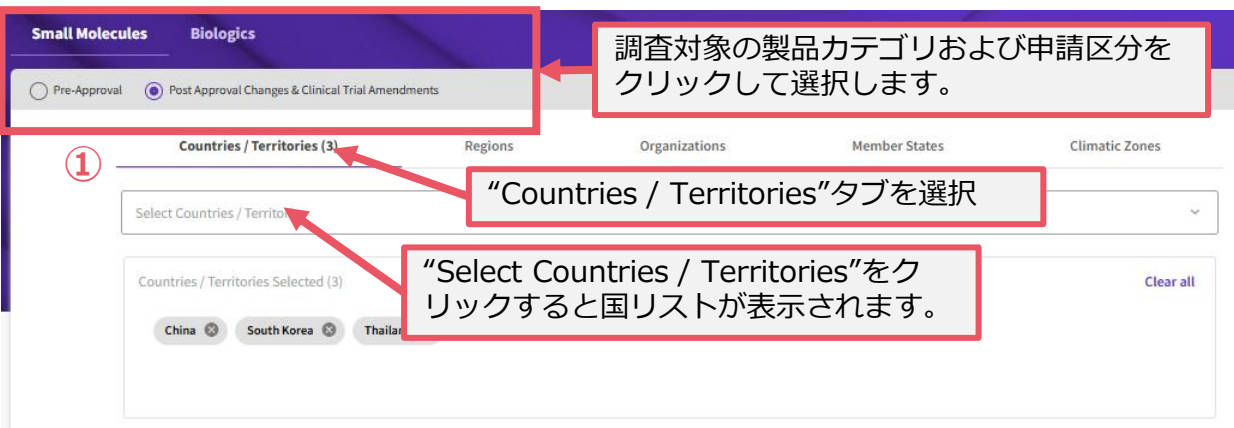 Small Molecules Biologics
調査対象の製品カテゴリおよび申請区分を
クリックして選択します。
Pre-Approval Post Approval Changes & Clinical Trial Amendments
①
Countries / Territories (3) Regions Organizations Member States Climatic Zones
“Countries / Territories”タブを選択
Select Countries /
“Select Countries / Territories”をク
リックすると国リストが表示されます。
Countries / Territories Selected (3) Clear all
China South Korea